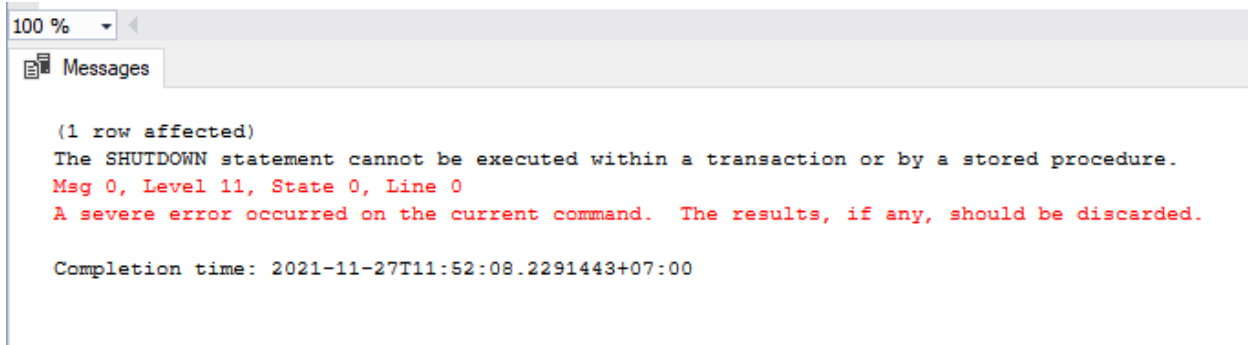 100 %
Messages
(1 row affected)
The SHUTDOWN statement cannot be executed within a transaction or by a stored procedure.
Msg 0, Level 11, State 0, Line 0
A severe error occurred on the current command.  The results, if any, should be discarded.
Completion time: 2021-11-27T11:52:08.2291443+07:00